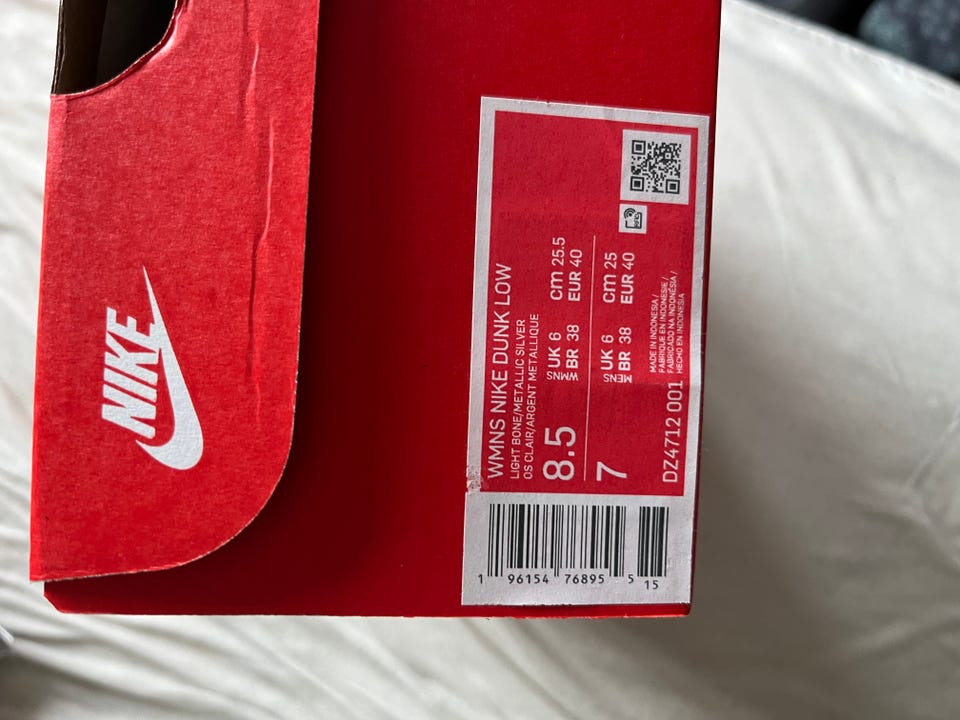 NIKE
WMNS NIKE DUNK LOW
LIGHT BONE/METALLIC SILVER
OS CLAIR/ARGENT METALLIQUE
8.5
WMNS
UK 6 cm 25.5
BR 38 EUR 40
7
MENS
UK 6 cm 25
BR 38 EUR 40
DZ4712 001
MADE IN INDONESIA /
FABRIQUE EN INDONESIE /
FABRICADO NA INDONÉSIA /
HECHO EN INDONESIA
1 96154 76895 5 15